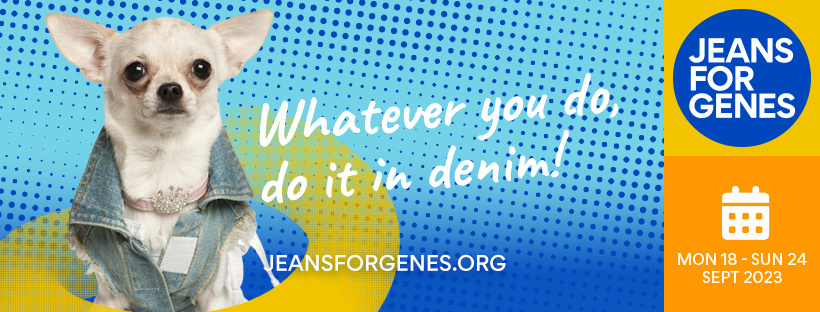 Whatever you do,
do it in denim!
JEANSFORGENES.ORG
JEANS
FOR
GENES
MON 18 - SUN 24
SEPT 2023